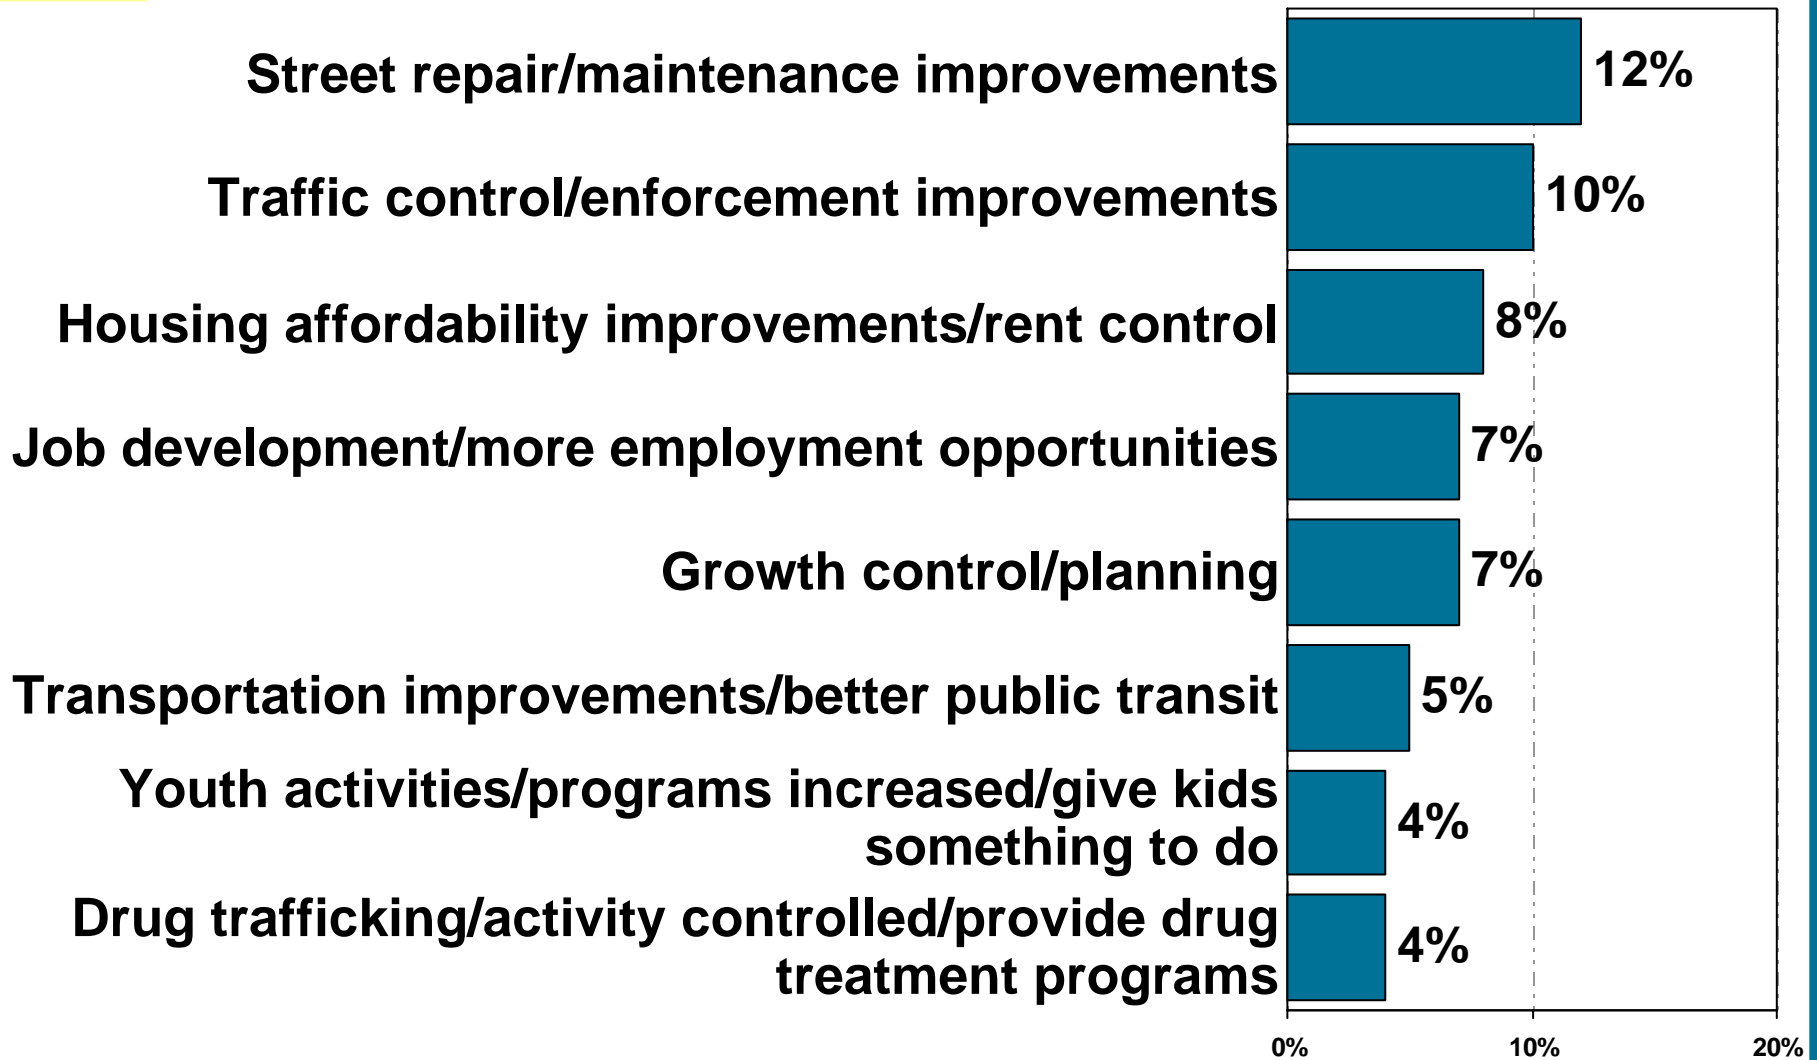 Street repair/maintenance improvements 12%
Traffic control/enforcement improvements 10%
Housing affordability improvements/rent control 8%
Job development/more employment opportunities 7%
Growth control/planning 7%
Transportation improvements/better public transit 5%
Youth activities/programs increased/give kids
something to do 4%
Drug trafficking/activity controlled/provide drug
treatment programs 4%
0% 10% 20%